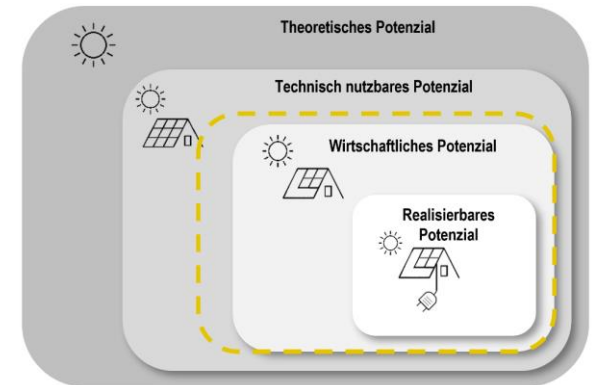 Theoretisches Potenzial
Technisch nutzbares Potenzial
Wirtschaftliches Potenzial
Realisierbares
Potenzial